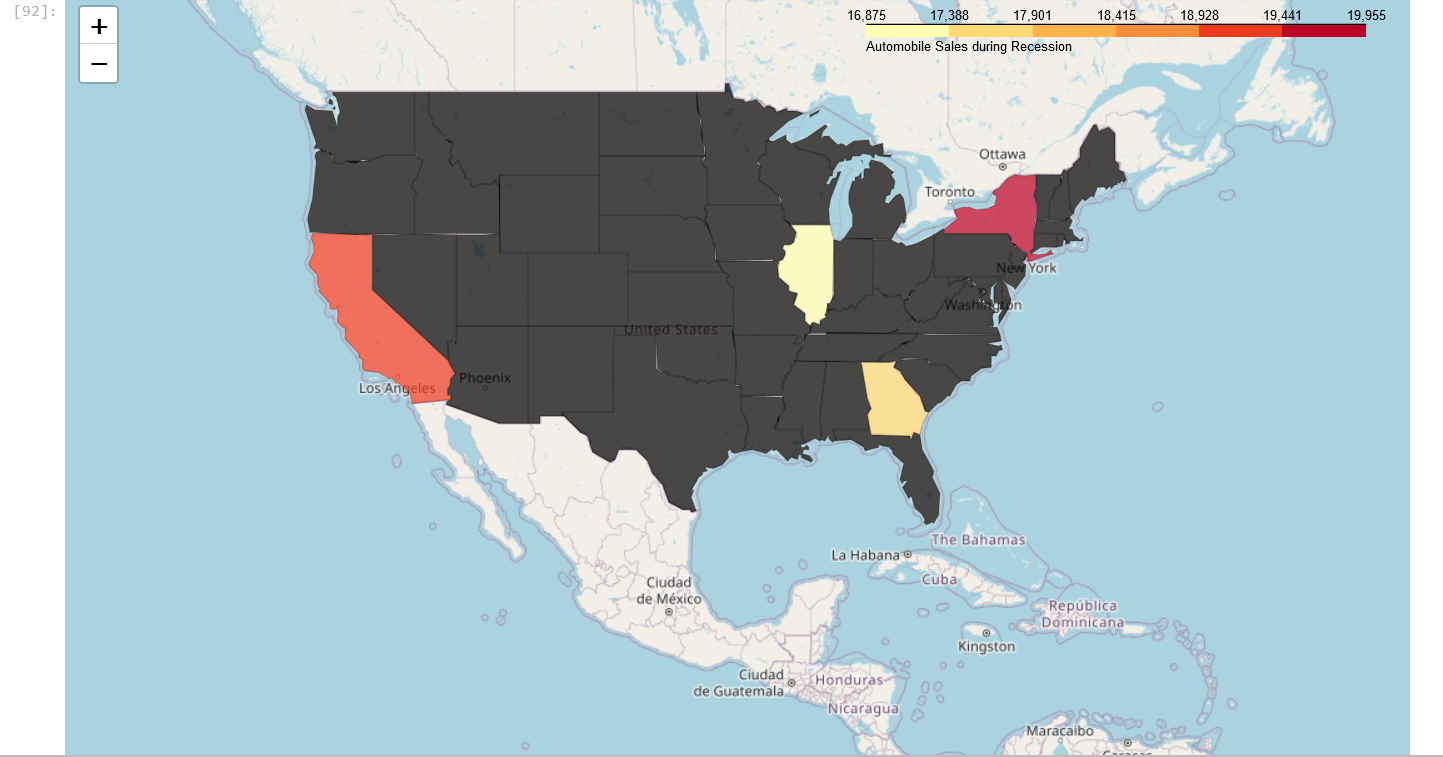 [92]:
+
−
16,875 17,388 17,901 18,415 18,928 19,441 19,955
Automobile Sales during Recession
Ottawa
Toronto
New York
Washington
United States
Phoenix
Los Angeles
The Bahamas
La Habana
Cuba
Ciudad
de México
República
Dominicana
Kingston
Ciudad
de Guatemala
Honduras
Nicaragua
Maracaibo